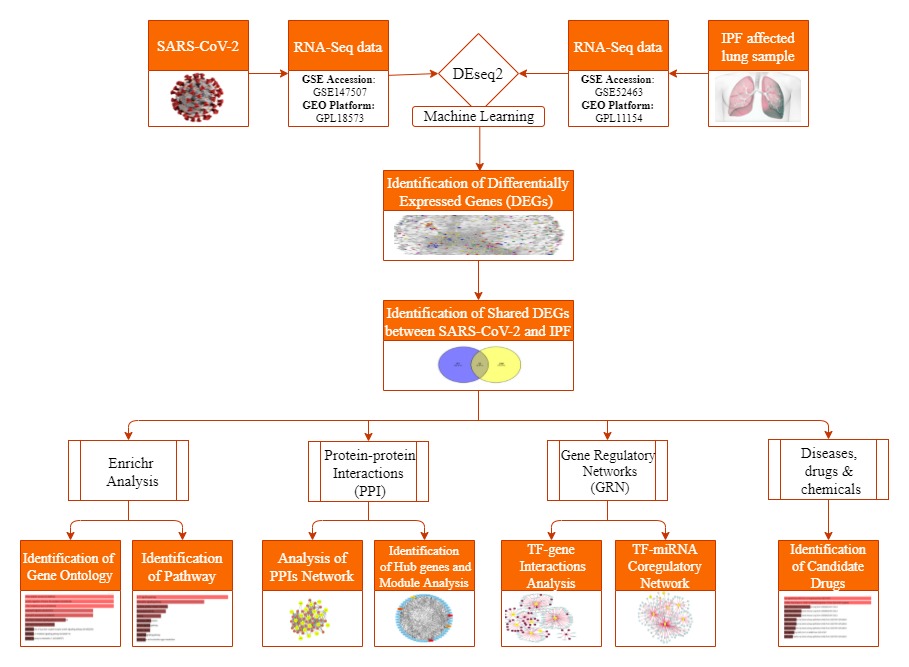 SARS-CoV-2
RNA-Seq data
GSE Accession:
GSE147507
GEO Platform:
GPL18573
DEseq2
Machine Learning
RNA-Seq data
GSE Accession:
GSE52463
GEO Platform:
GPL11154
IPF affected
lung sample
Identification of Differentially
Expressed Genes (DEGs)
Identification of Shared DEGs
between SARS-CoV-2 and IPF
Enrichr
Analysis
Protein-protein
Interactions
(PPI)
Gene Regulatory
Networks
(GRN)
Diseases,
drugs &
chemicals
Identification of
Gene Ontology
Identification
of Pathway
Analysis of
PPIs Network
Identification
of Hub genes and
Module Analysis
TF-gene
Interactions
Analysis
TF-miRNA
Coregulatory
Network
Identification
of Candidate
Drugs